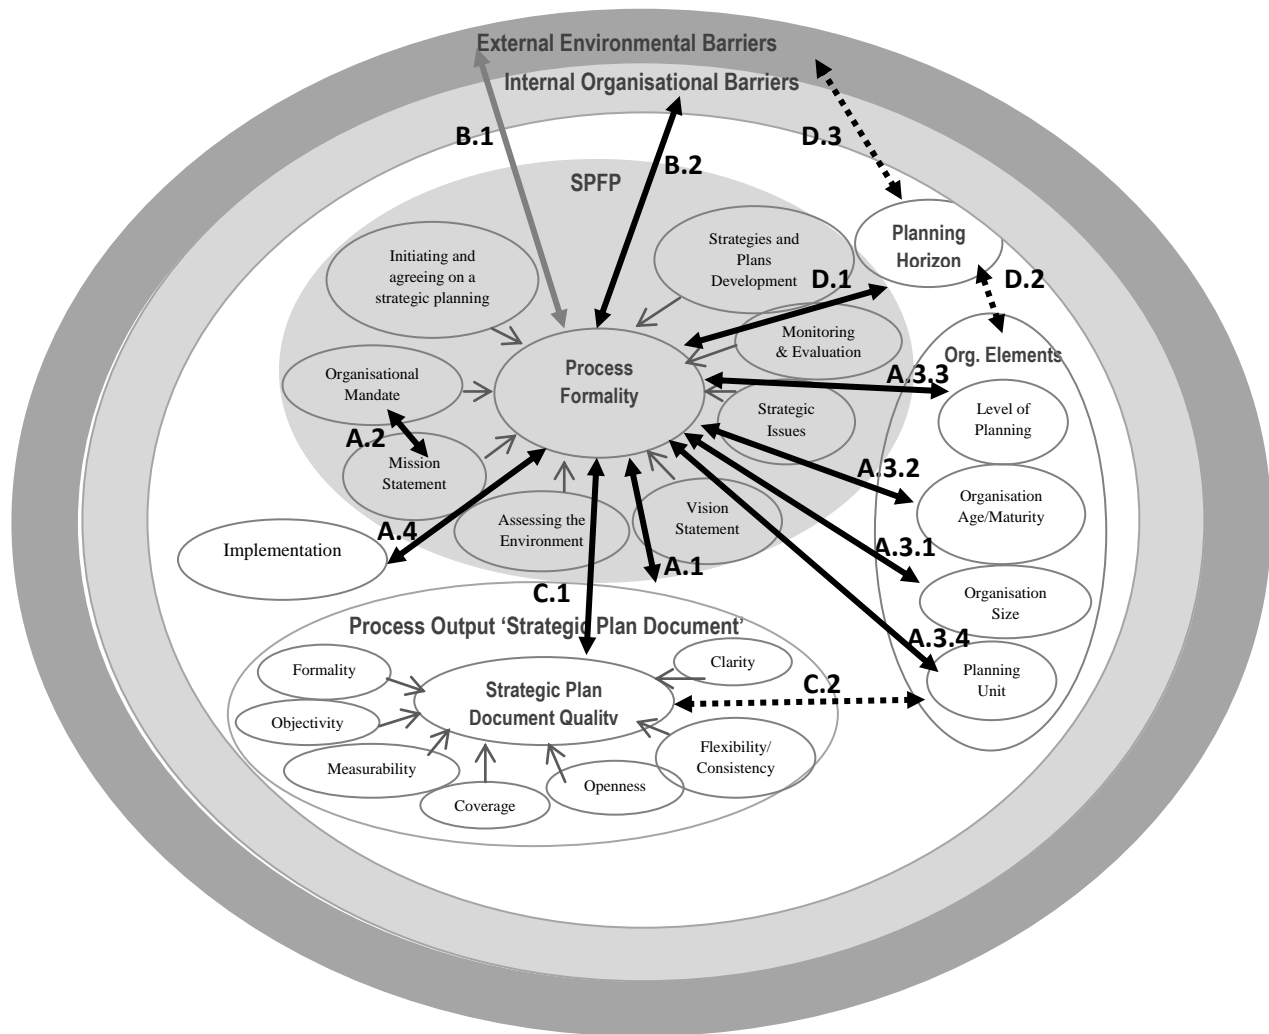 External Environmental Barriers
Internal Organisational Barriers
B.1
B.2
D.3
SPFP
Planning
Horizon
Strategies and
Plans
Development
Initiating and
agreeing on a
strategic planning
D.1
D.2
Monitoring
& Evaluation
Org. Elements
Process
Formality
Organisational
Mandate
A.3.3
Level of
Planning
Strategic
Issues
A.2
Mission
Statement
A.3.2
Organisation
Age/Maturity
Vision
Statement
Assessing the
Environment
A.4
Implementation
A.3.1
A.1
C.1
Organisation
Size
Process Output ‘Strategic Plan Document’
A.3.4
Formality
Clarity
Planning
Unit
Strategic Plan
Document Quality
C.2
Objectivity
Flexibility/
Consistency
Measurability
Openness
Coverage